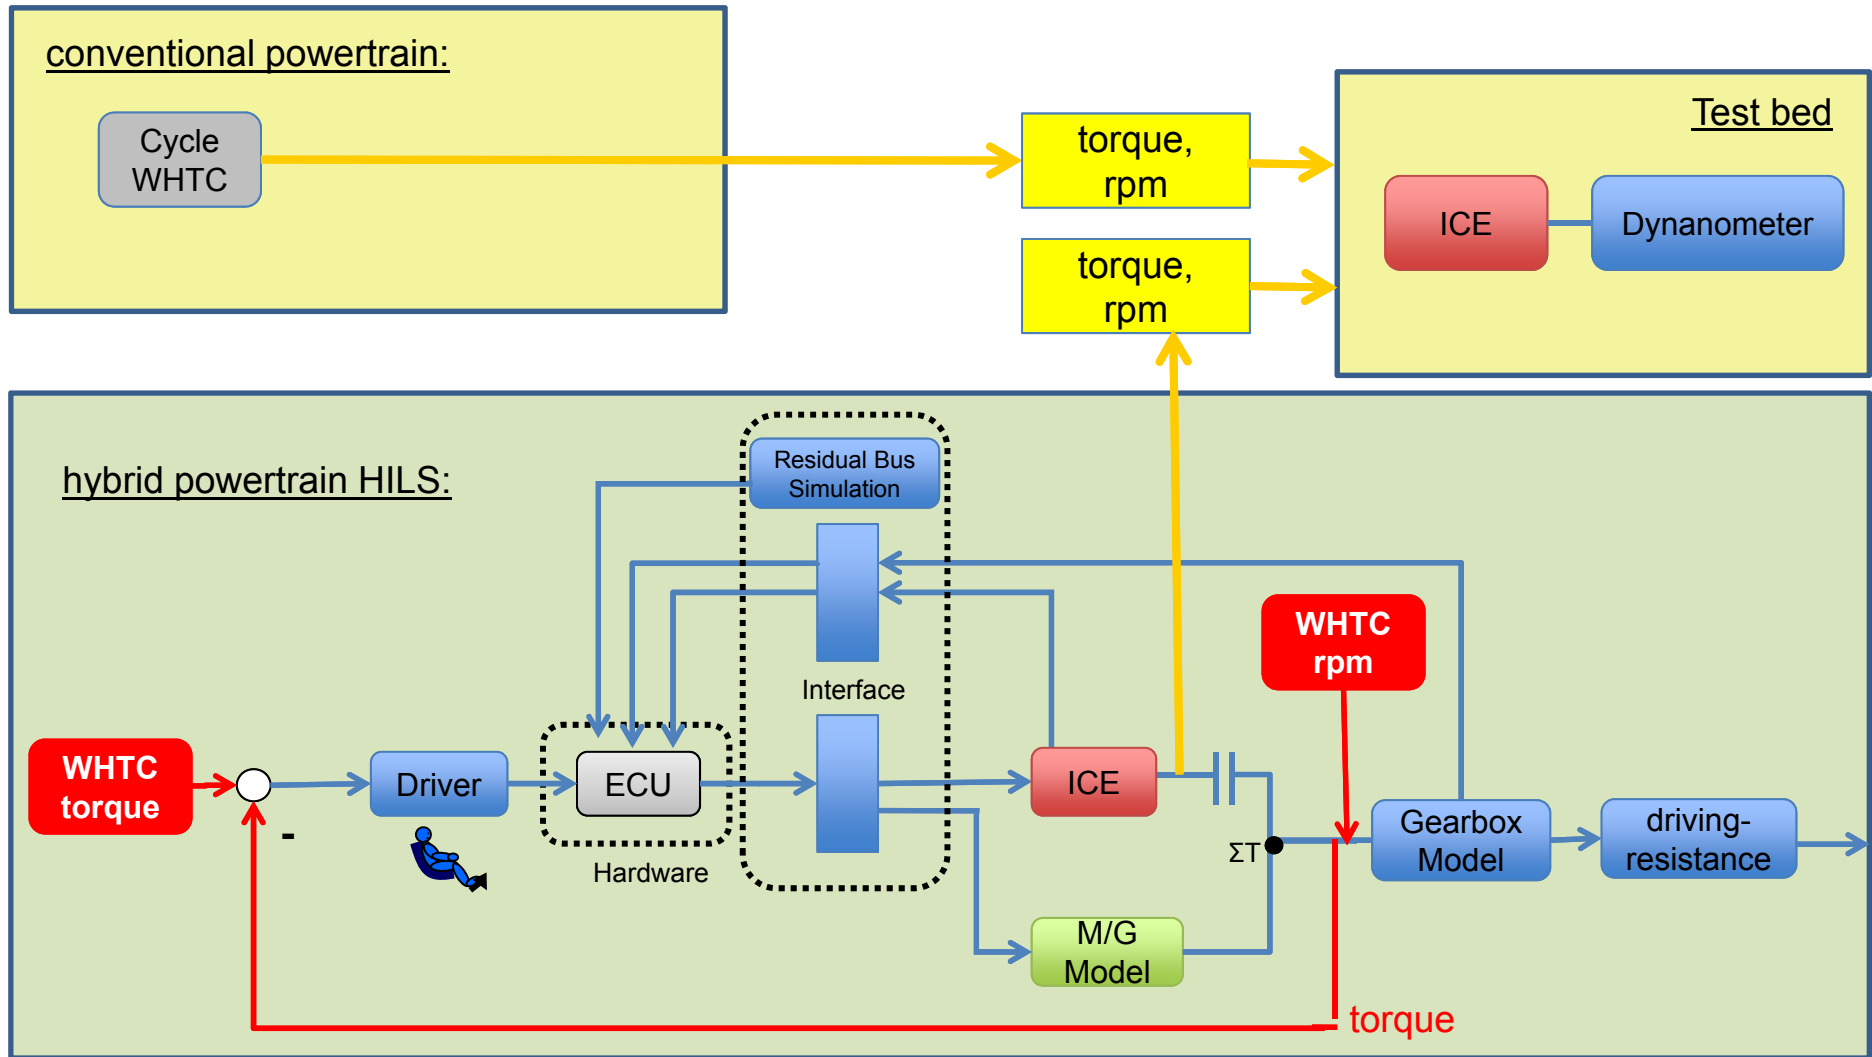 conventional powertrain:
Cycle
WHTC
torque,
rpm
torque,
rpm
Test bed
ICE
Dynanometer
hybrid powertrain HILS:
Residual Bus
Simulation
Interface
WHTC
rpm
WHTC
torque
-
Driver
ECU
Hardware
ICE
ΣT
Gearbox
Model
driving-
resistance
M/G
Model
torque